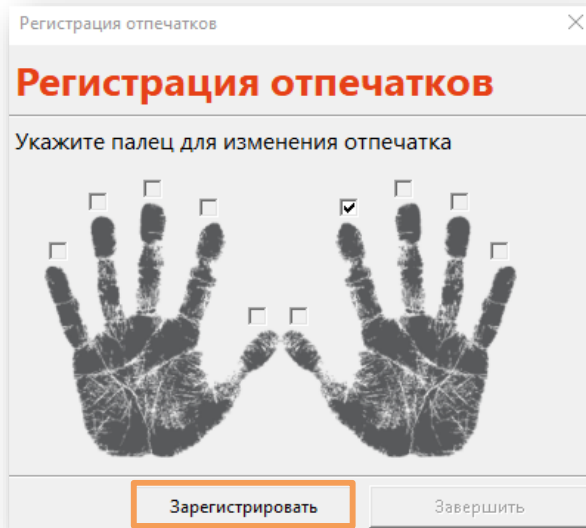 Регистрация отпечатков
Регистрация отпечатков
Укажите палец для изменения отпечатка
Зарегистрировать
Завершить